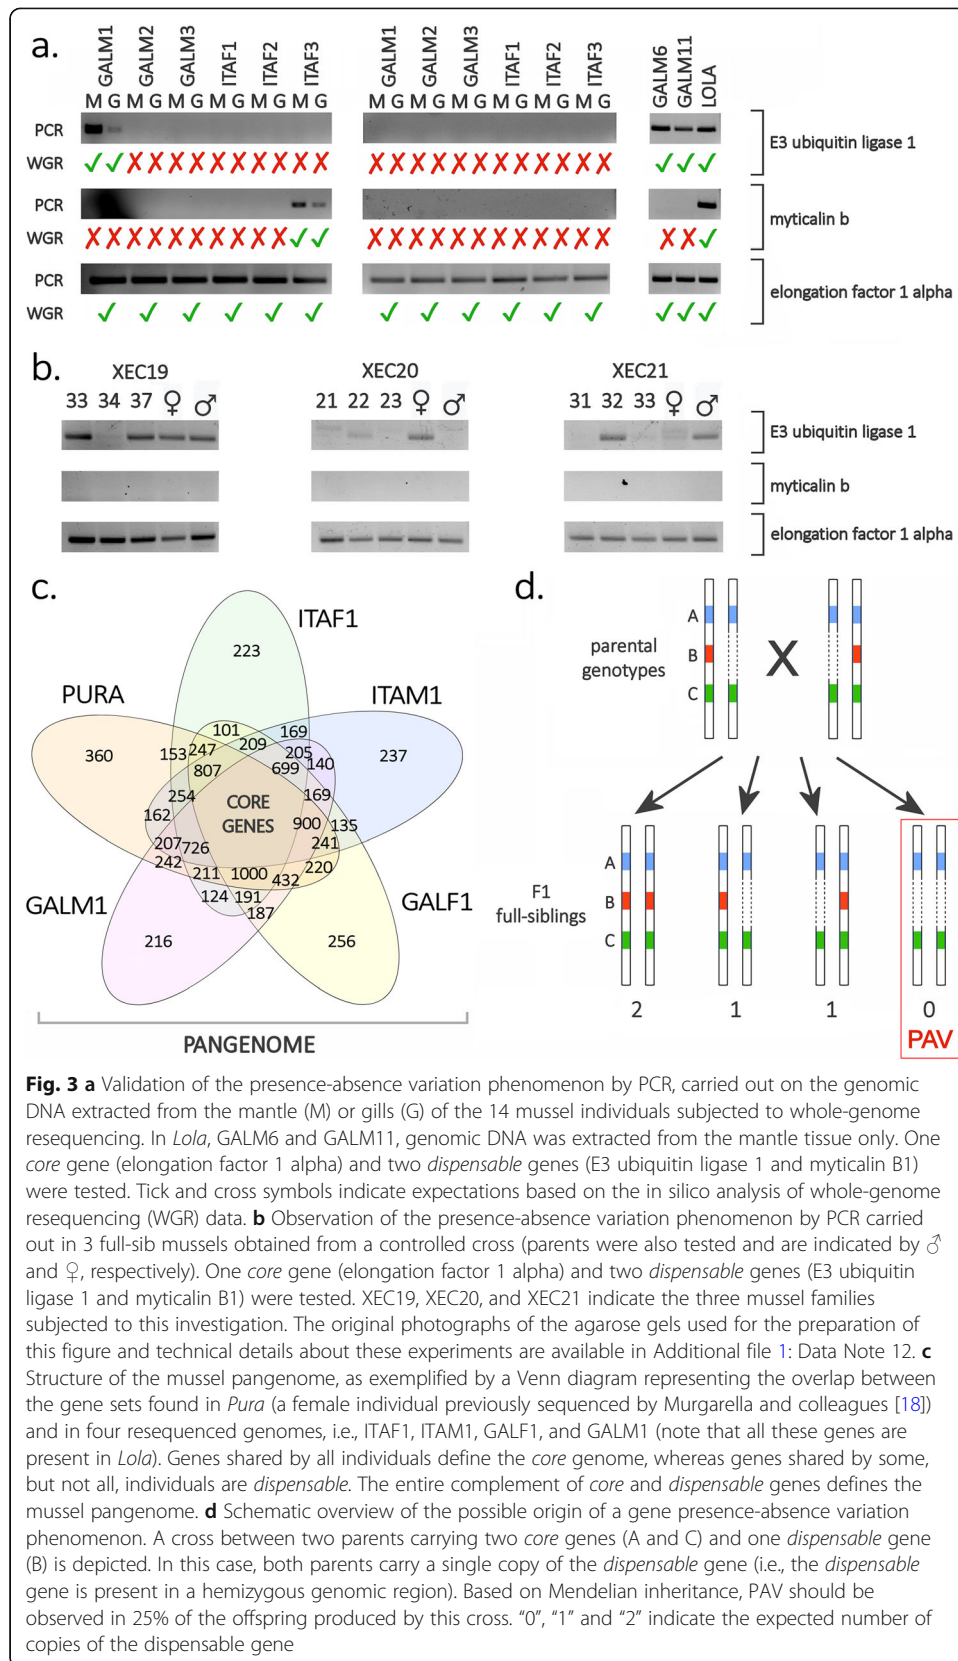 a.
GALM1 GALM2 GALM3 ITAF1 ITAF2 ITAF3
GALM1 GALM2 GALM3 ITAF1 ITAF2 ITAF3
GALM6 GALM11 LOLA
M G M G M G M G M G M G
M G M G M G M G M G M G
PCR
E3 ubiquitin ligase 1
WGR ✓ ✓ X X X X X X X X X X
X X X X X X X X X X X X
✓ ✓ ✓
PCR
myticalin b
WGR X X X X X X X X X X ✓ ✓
X X X X X X X X X X X X
X X ✓
PCR
elongation factor 1 alpha
WGR ✓ ✓ ✓ ✓ ✓ ✓
✓ ✓ ✓ ✓ ✓ ✓
✓ ✓ ✓
b.
XEC19
33 34 37 ♀ ♂
XEC20
21 22 23 ♀ ♂
XEC21
31 32 33 ♀ ♂
E3 ubiquitin ligase 1
myticalin b
elongation factor 1 alpha
c.
ITAF1
223
PURA
ITAM1
360
237
101
169
209
153
247
205
140
807
699
254
169
162
CORE
GENES
900
135
207
726
241
242
211
1000
432
220
124
191
187
GALM1
GALF1
216
256
PANGENOME
d.
parental
genotypes
A
B
C
X
F1
full-siblings
A
B
C
2 1 1 0
PAV
Fig. 3 a Validation of the presence-absence variation phenomenon by PCR, carried out on the genomic
DNA extracted from the mantle (M) or gills (G) of the 14 mussel individuals subjected to whole-genome
resequencing. In Lola, GALM6 and GALM11, genomic DNA was extracted from the mantle tissue only. One
core gene (elongation factor 1 alpha) and two dispensable genes (E3 ubiquitin ligase 1 and myticalin B1)
were tested. Tick and cross symbols indicate expectations based on the in silico analysis of whole-genome
resequencing (WGR) data. b Observation of the presence-absence variation phenomenon by PCR carried
out in 3 full-sib mussels obtained from a controlled cross (parents were also tested and are indicated by ♂
and ♀, respectively). One core gene (elongation factor 1 alpha) and two dispensable genes (E3 ubiquitin
ligase 1 and myticalin B1) were tested. XEC19, XEC20, and XEC21 indicate the three mussel families
subjected to this investigation. The original photographs of the agarose gels used for the preparation of
this figure and technical details about these experiments are available in Additional file 1: Data Note 12. c
Structure of the mussel pangenome, as exemplified by a Venn diagram representing the overlap between
the gene sets found in Pura (a female individual previously sequenced by Murgarella and colleagues [18])
and in four resequenced genomes, i.e., ITAF1, ITAM1, GALF1, and GALM1 (note that all these genes are
present in Lola). Genes shared by all individuals define the core genome, whereas genes shared by some,
but not all, individuals are dispensable. The entire complement of core and dispensable genes defines the
mussel pangenome. d Schematic overview of the possible origin of a gene presence-absence variation
phenomenon. A cross between two parents carrying two core genes (A and C) and one dispensable gene
(B) is depicted. In this case, both parents carry a single copy of the dispensable gene (i.e., the dispensable
gene is present in a hemizygous genomic region). Based on Mendelian inheritance, PAV should be
observed in 25% of the offspring produced by this cross. “0”, “1” and “2” indicate the expected number of
copies of the dispensable gene